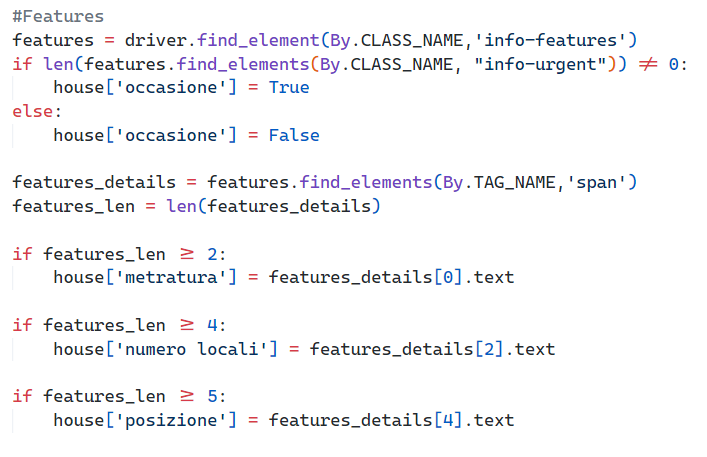 #Features
features = driver.find_element(By.CLASS_NAME,'info-features')
if len(features.find_elements(By.CLASS_NAME, "info-urgent")) ≠ 0:
    house['occasione'] = True
else:
    house['occasione'] = False

features_details = features.find_elements(By.TAG_NAME,'span')
features_len = len(features_details)

if features_len ≥ 2:
    house['metratura'] = features_details[0].text

if features_len ≥ 4:
    house['numero locali'] = features_details[2].text

if features_len ≥ 5:
    house['posizione'] = features_details[4].text